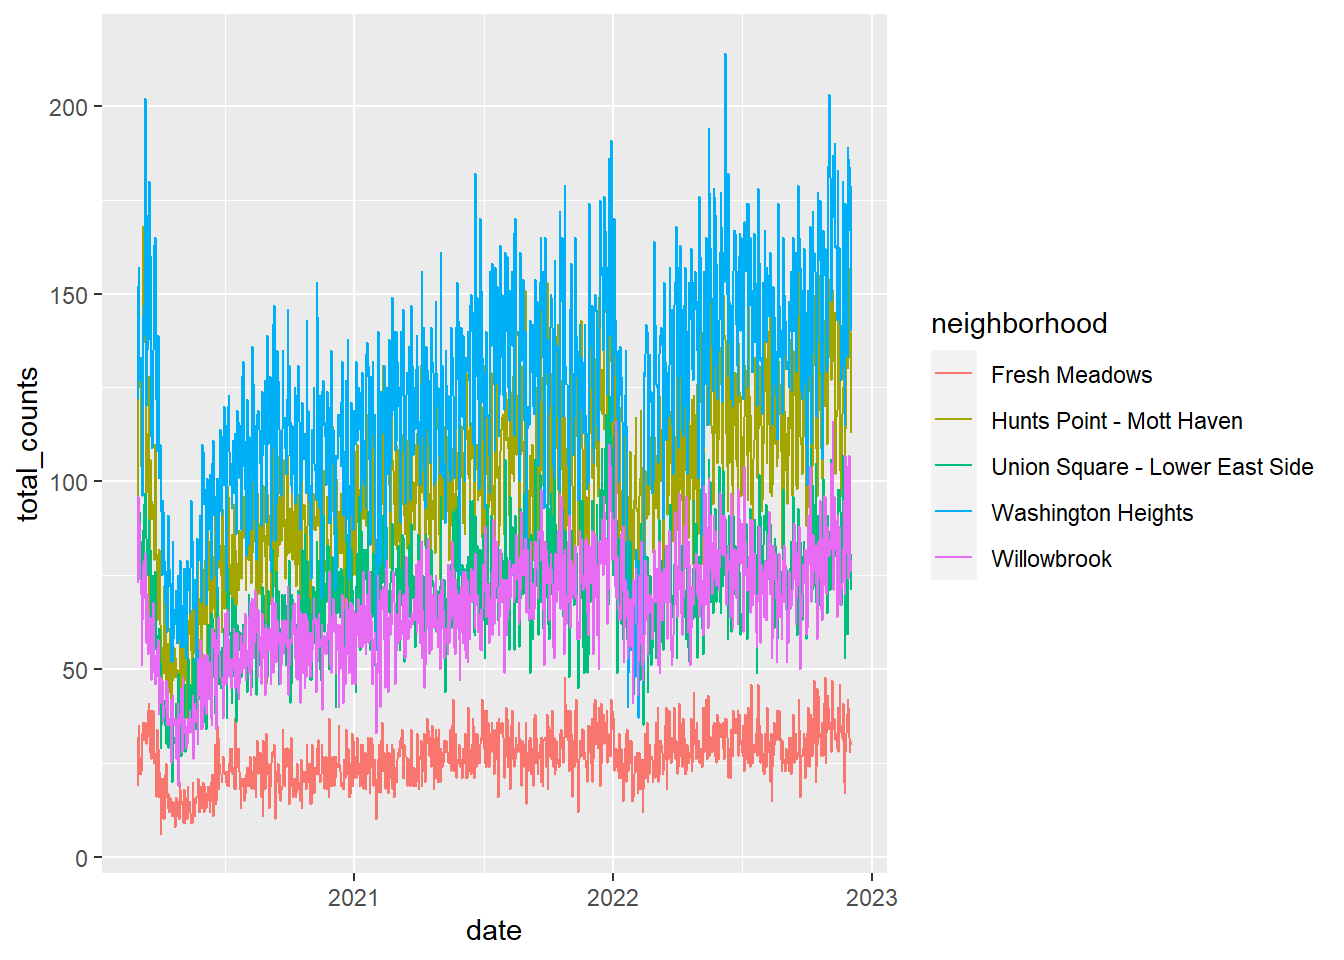 200
150
100
50
0
total_counts
2021
2022
2023
date
neighborhood
Fresh Meadows
Hunts Point - Mott Haven
Union Square - Lower East Side
Washington Heights
Willowbrook